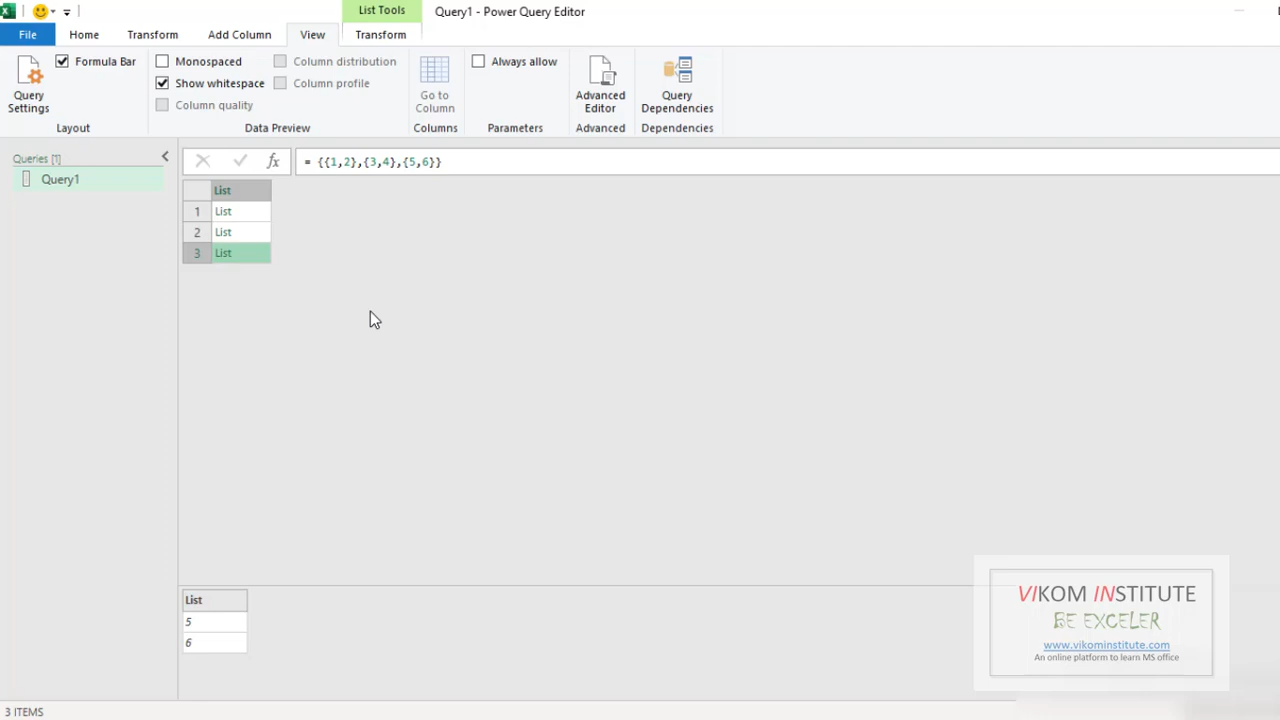 List Tools
Query1 - Power Query Editor
File
Home
Transform
Add Column
View
Transform
Formula Bar
Monospaced
Column distribution
Always allow
Show whitespace
Column profile
Column quality
Query
Settings
Go to
Column
Advanced
Editor
Query
Dependencies
Layout
Data Preview
Columns
Parameters
Advanced
Dependencies
Queries [1]
Query1
fx
= {{1,2},{3,4},{5,6}}
List
1 List
2 List
3 List
List
5
6
VIKOM INSTITUTE
BE EXCELER
www.vikominstitute.com
An online platform to learn MS office
3 ITEMS